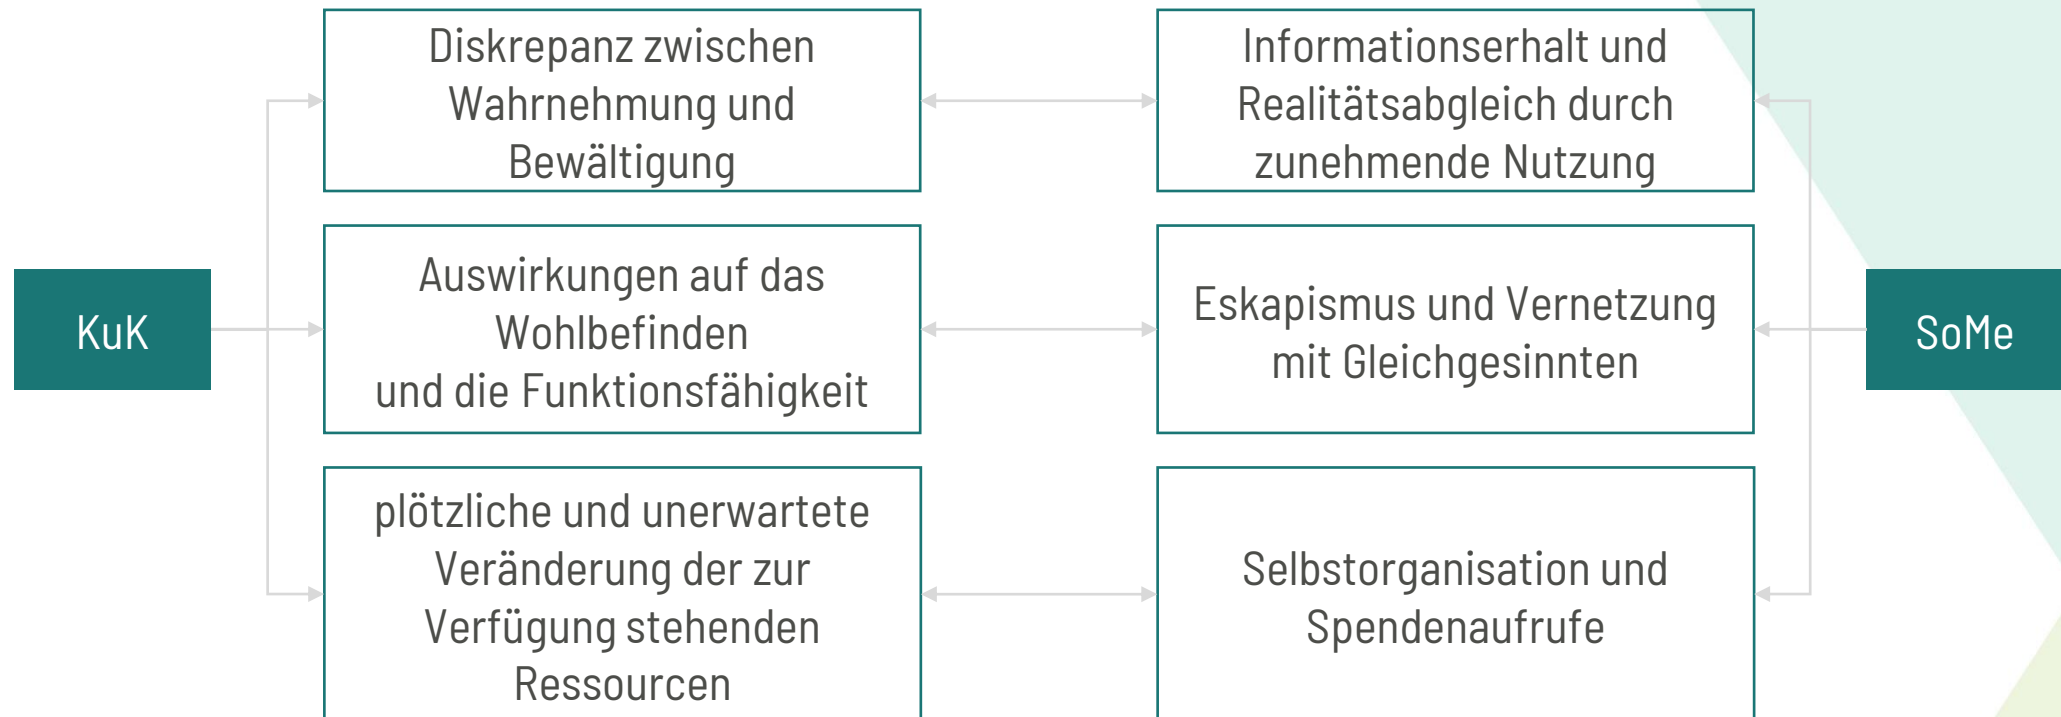 Diskrepanz zwischen
Wahrnehmung und
Bewältigung
Informationserhalt und
Realitätsabgleich durch
zunehmende Nutzung
KuK
Auswirkungen auf das
Wohlbefinden
und die Funktionsfähigkeit
Eskapismus und Vernetzung
mit Gleichgesinnten
SoMe
plötzliche und unerwartete
Veränderung der zur
Verfügung stehenden
Ressourcen
Selbstorganisation und
Spendenaufrufe